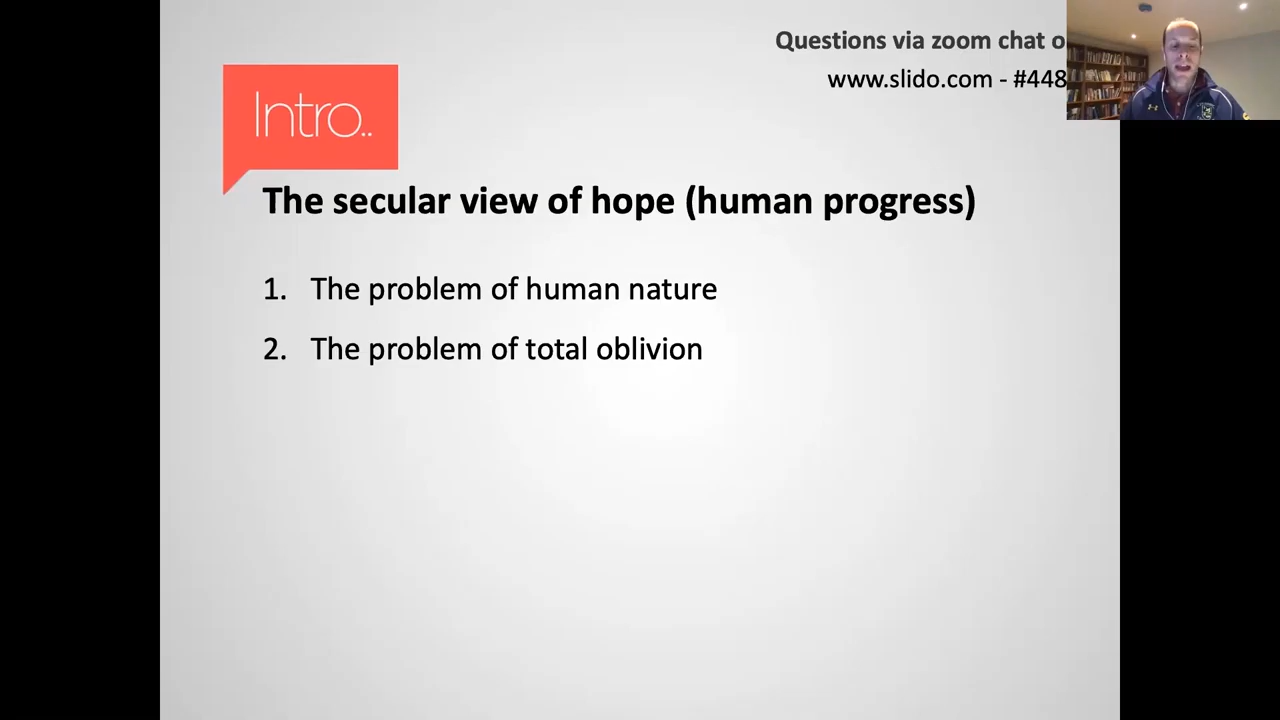 Questions via zoom chat o
www.slido.com - #448
Intro..
The secular view of hope (human progress)
1. The problem of human nature
2. The problem of total oblivion